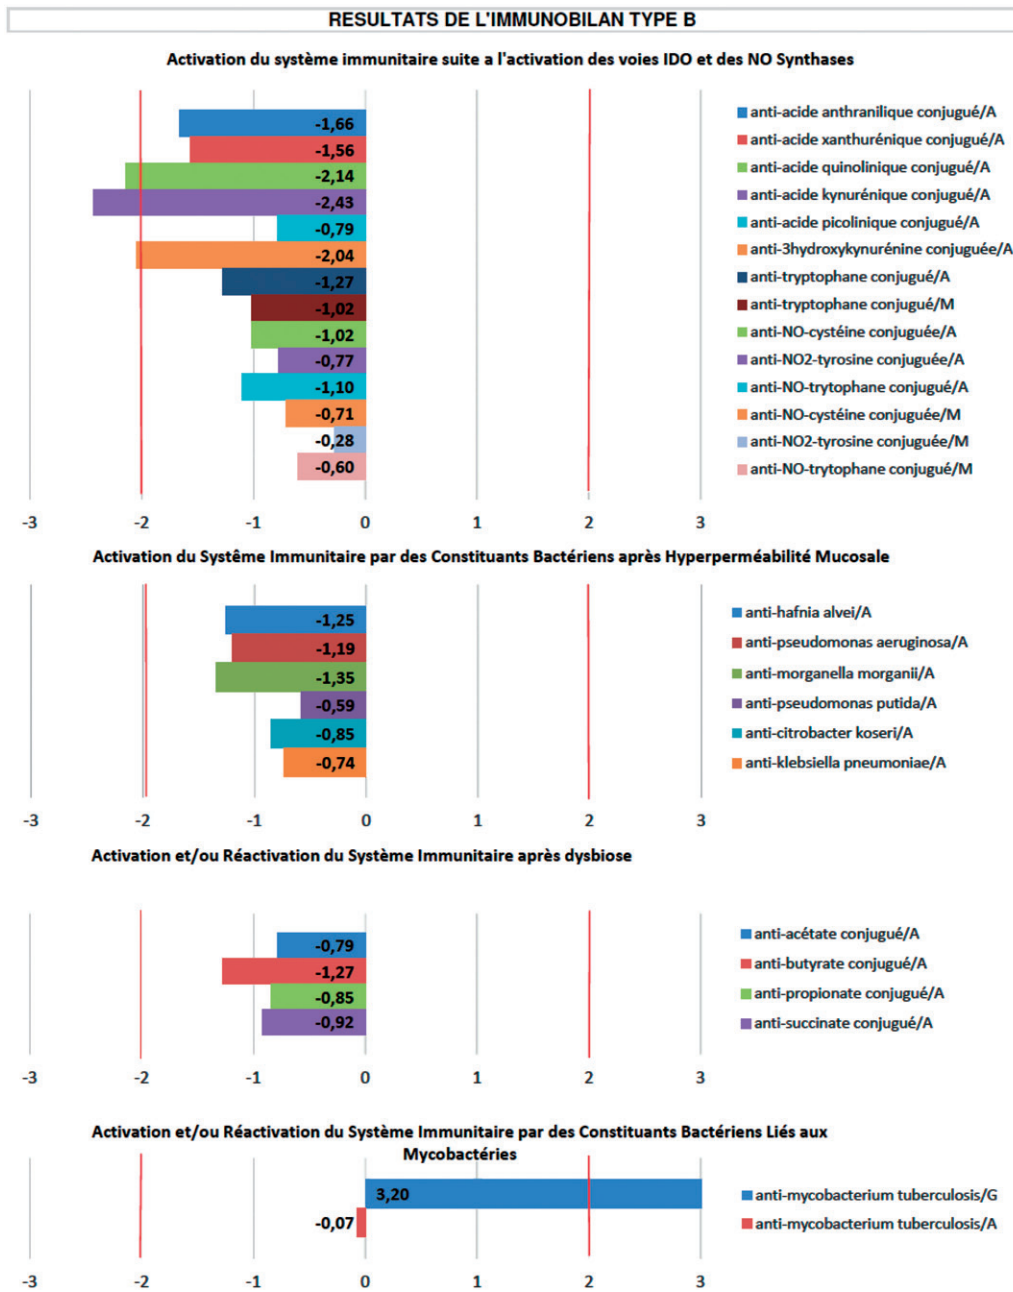 RESULTATS DE L'IMMUNOBILAN TYPE B
Activation du système immunitaire suite a l'activation des voies IDO et des NO Synthases
-1,66
-1,56
-2,14
-2,43
-0,79
-2,04
-1,27
-1,02
-1,02
-0,77
-1,10
-0,71
-0,28
-0,60
anti-acide anthranilique conjugué/A
anti-acide xanthurénique conjugué/A
anti-acide quinolinique conjugué/A
anti-acide kynurénique conjugué/A
anti-acide picolinique conjugué/A
anti-3hydroxykynurénine conjuguée/A
anti-tryptophane conjugué/A
anti-tryptophane conjugué/M
anti-NO-cystéine conjuguée/A
anti-NO2-tyrosine conjuguée/A
anti-NO-trytophane conjugué/A
anti-NO-cystéine conjuguée/M
anti-NO2-tyrosine conjuguée/M
anti-NO-trytophane conjugué/M
-3 -2 -1 0 1 2 3
Activation du Systême Immunitaire par des Constituants Bactériens après Hyperperméabilité Mucosale
-1,25
-1,19
-1,35
-0,59
-0,85
-0,74
anti-hafnia alvei/A
anti-pseudomonas aeruginosa/A
anti-morganella morganii/A
anti-pseudomonas putida/A
anti-citrobacter koseri/A
anti-klebsiella pneumoniae/A
-3 -2 -1 0 1 2 3
Activation et/ou Réactivation du Système Immunitaire après dysbiose
-0,79
-1,27
-0,85
-0,92
anti-acétate conjugué/A
anti-butyrate conjugué/A
anti-propionate conjugué/A
anti-succinate conjugué/A
-3 -2 -1 0 1 2 3
Activation et/ou Réactivation du Système Immunitaire par des Constituants Bactériens Liés aux
Mycobactéries
3,20
-0,07
anti-mycobacterium tuberculosis/G
anti-mycobacterium tuberculosis/A
-3 -2 -1 0 1 2 3